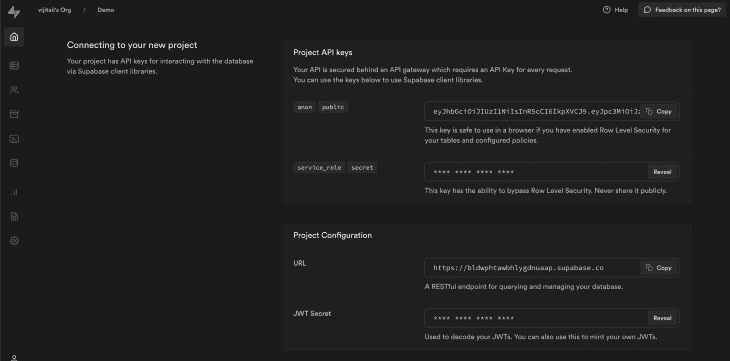 vijitail's Org > Demo
Help
Feedback on this page?
Connecting to your new project
Your project has API keys for interacting with the database
via Supabase client libraries.
Project API keys
Your API is secured behind an API gateway which requires an API Key for every request.
You can use the keys below to use Supabase client libraries.
anon public
Copy
This key is safe to use in a browser if you have enabled Row Level Security for
your tables and configured policies.
service_role secret
**** **** **** ****
Reveal
This key has the ability to bypass Row Level Security. Never share it publicly.
Project Configuration
URL
https://bldwphtawbhlygdnuaap.supabase.co
Copy
A RESTful endpoint for querying and managing your database.
JWT Secret
**** **** **** ****
Reveal
Used to decode your JWTs. You can also use this to mint your own JWTs.